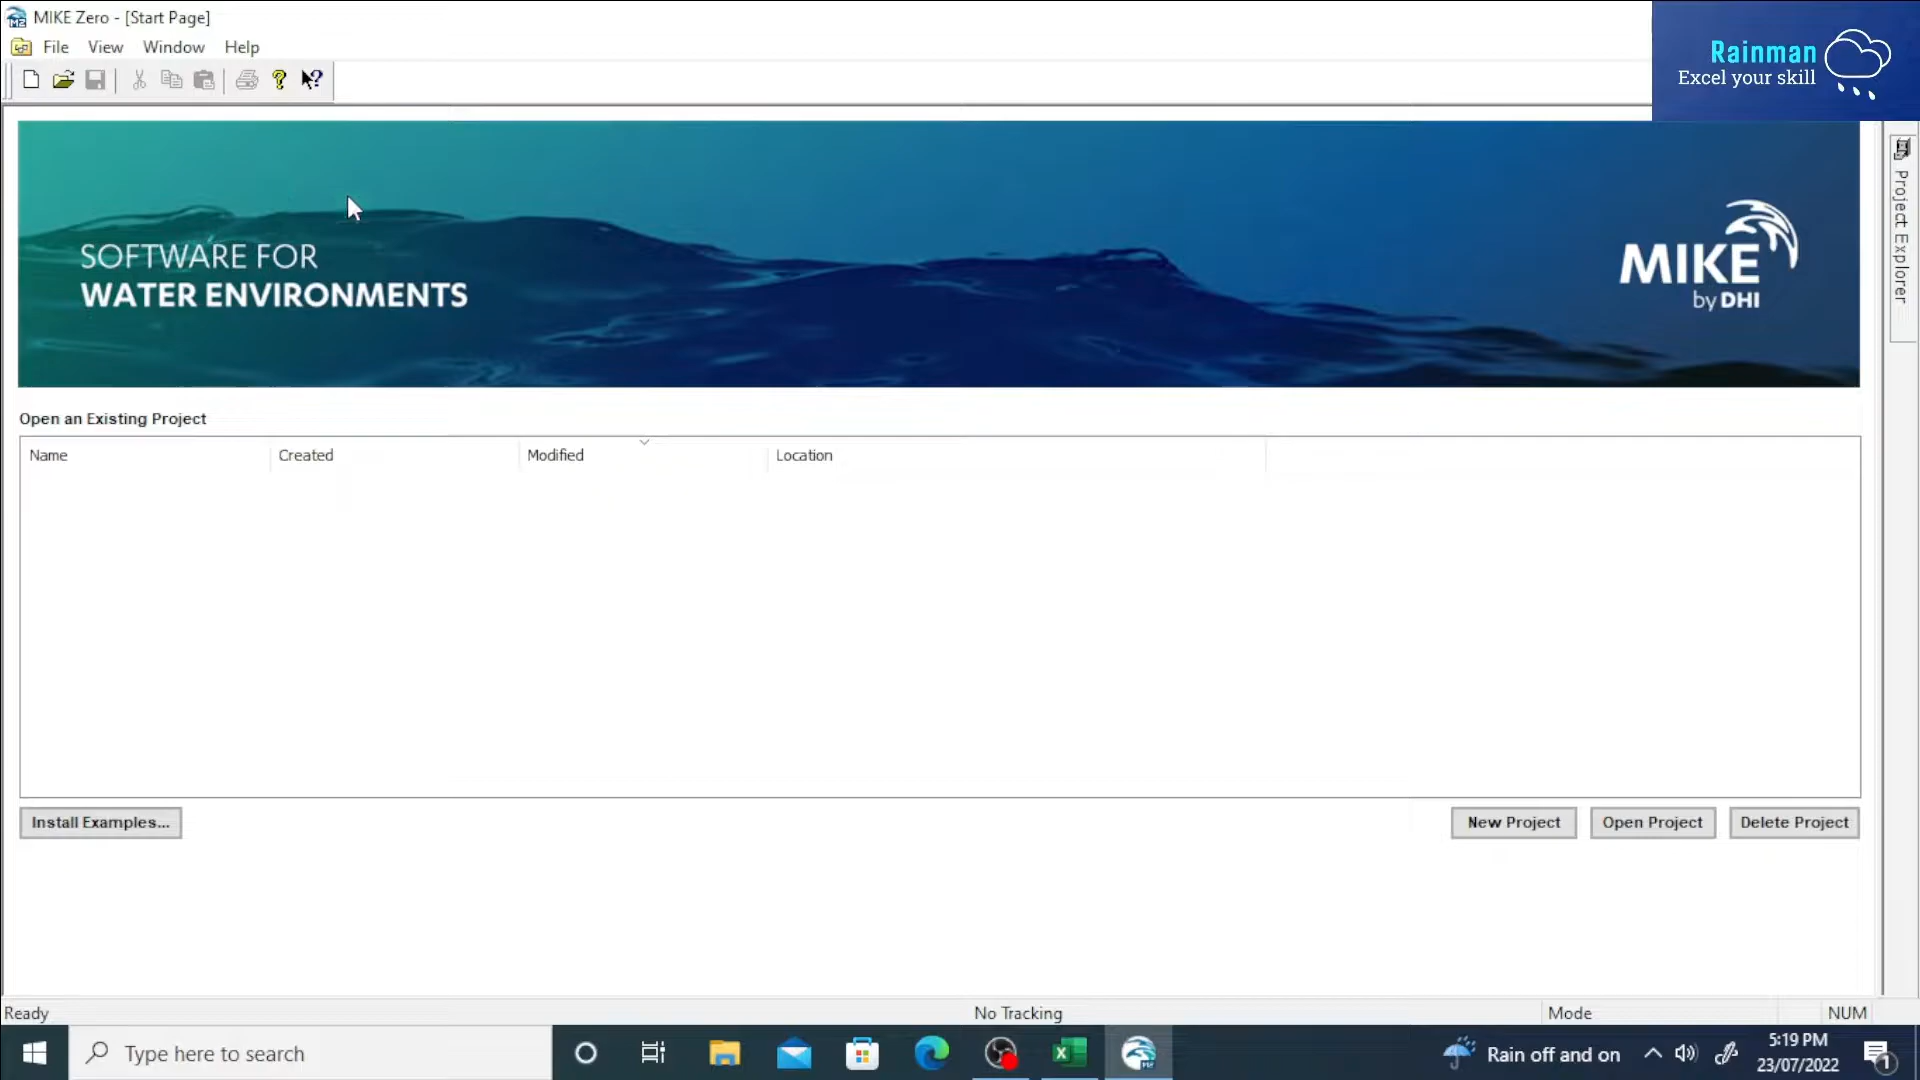 MIKE Zero - [Start Page]
File View Window Help
Rainman
Excel your skill
SOFTWARE FOR
WATER ENVIRONMENTS
MIKE
by DHI
Project Explorer
Open an Existing Project
Name Created Modified Location
Install Examples... New Project Open Project Delete Project
Ready No Tracking Mode NUM
Type here to search
Rain off and on
5:19 PM
23/07/2022
1